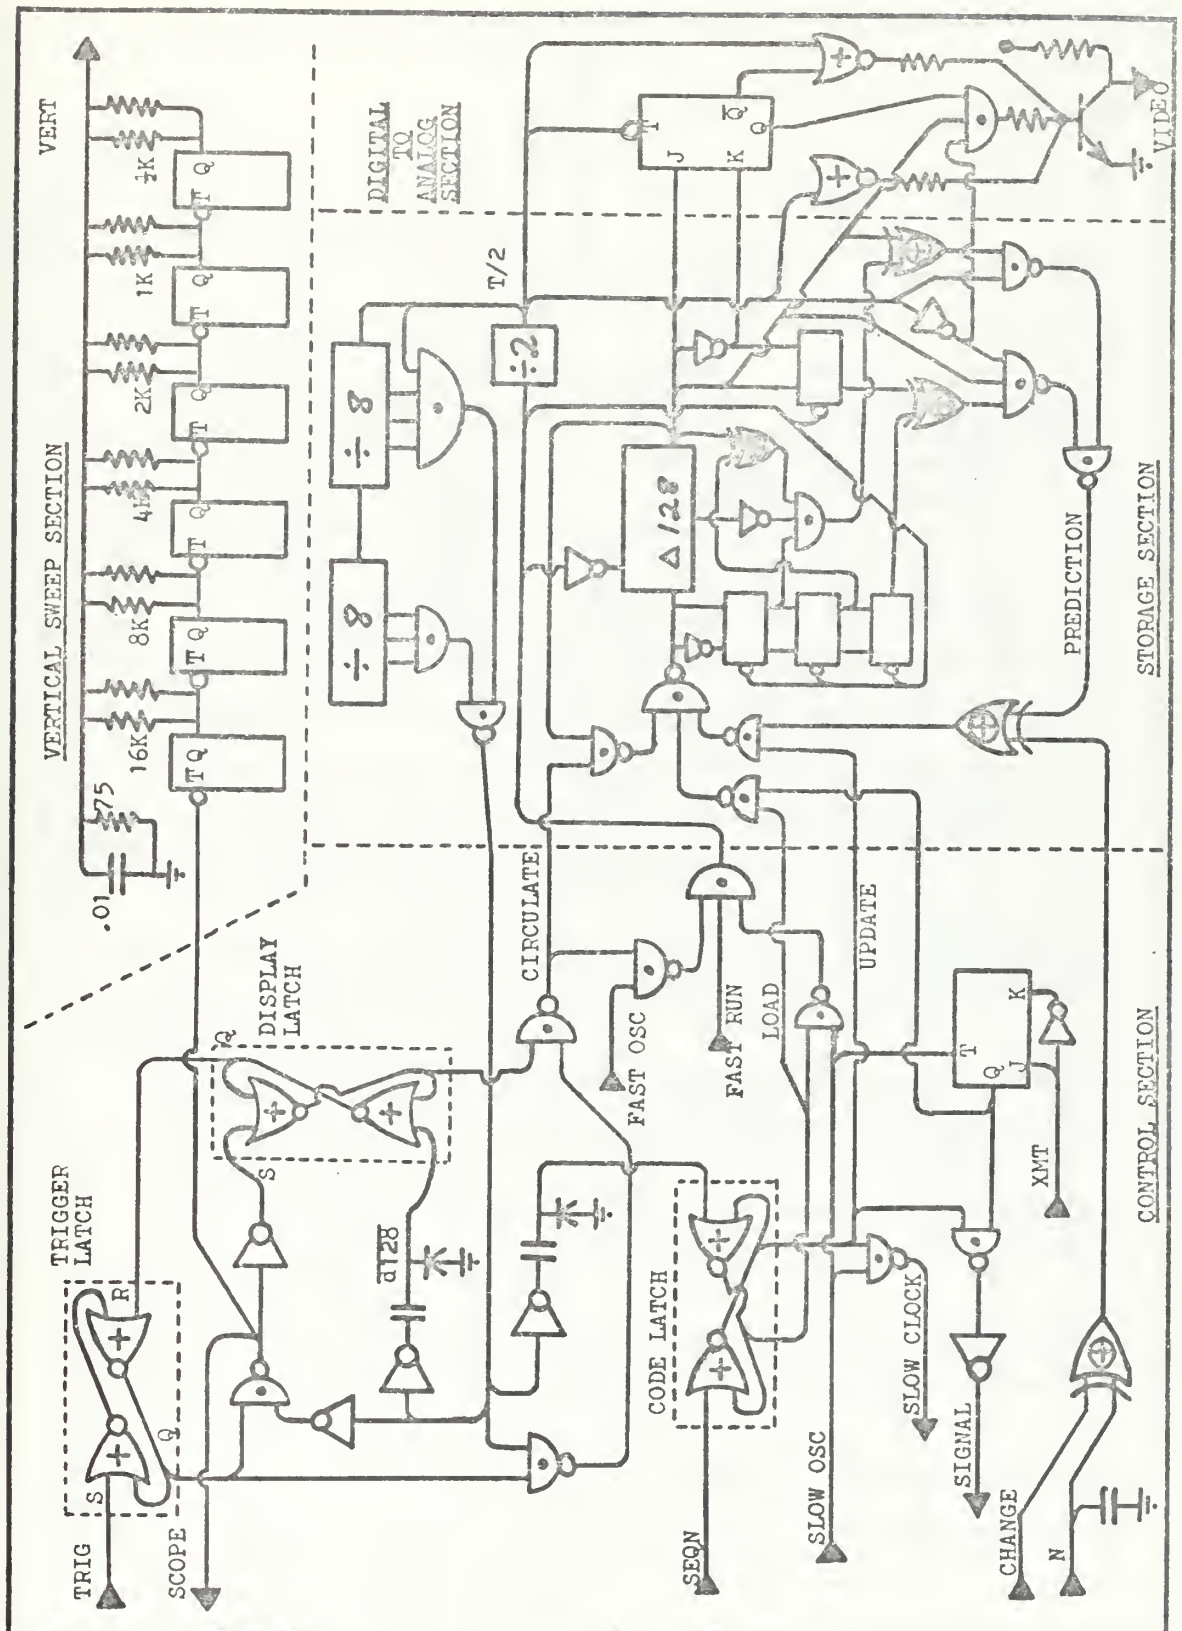 TRIG
S
TRIGGER
LATCH
R
Q
SCOPE
DISPLAY
LATCH
S
Q
d128
.01
75
VERTICAL SWEEP SECTION
VERT
16K
8K
4K
2K
1K
½K
T Q
T Q
T Q
T Q
T Q
T Q
÷ 8
÷ 8
÷2
T/2
DIGITAL
TO
ANALOG
SECTION
CIRCULATE
FAST OSC
FAST RUN
LOAD
UPDATE
Δ 128
J
T
K
Q
Q
VIDEO
SEQN
CODE LATCH
SLOW OSC
SLOW CLOCK
SIGNAL
XMT
T
Q
J
K
CHANGE
N
PREDICTION
CONTROL SECTION
STORAGE SECTION